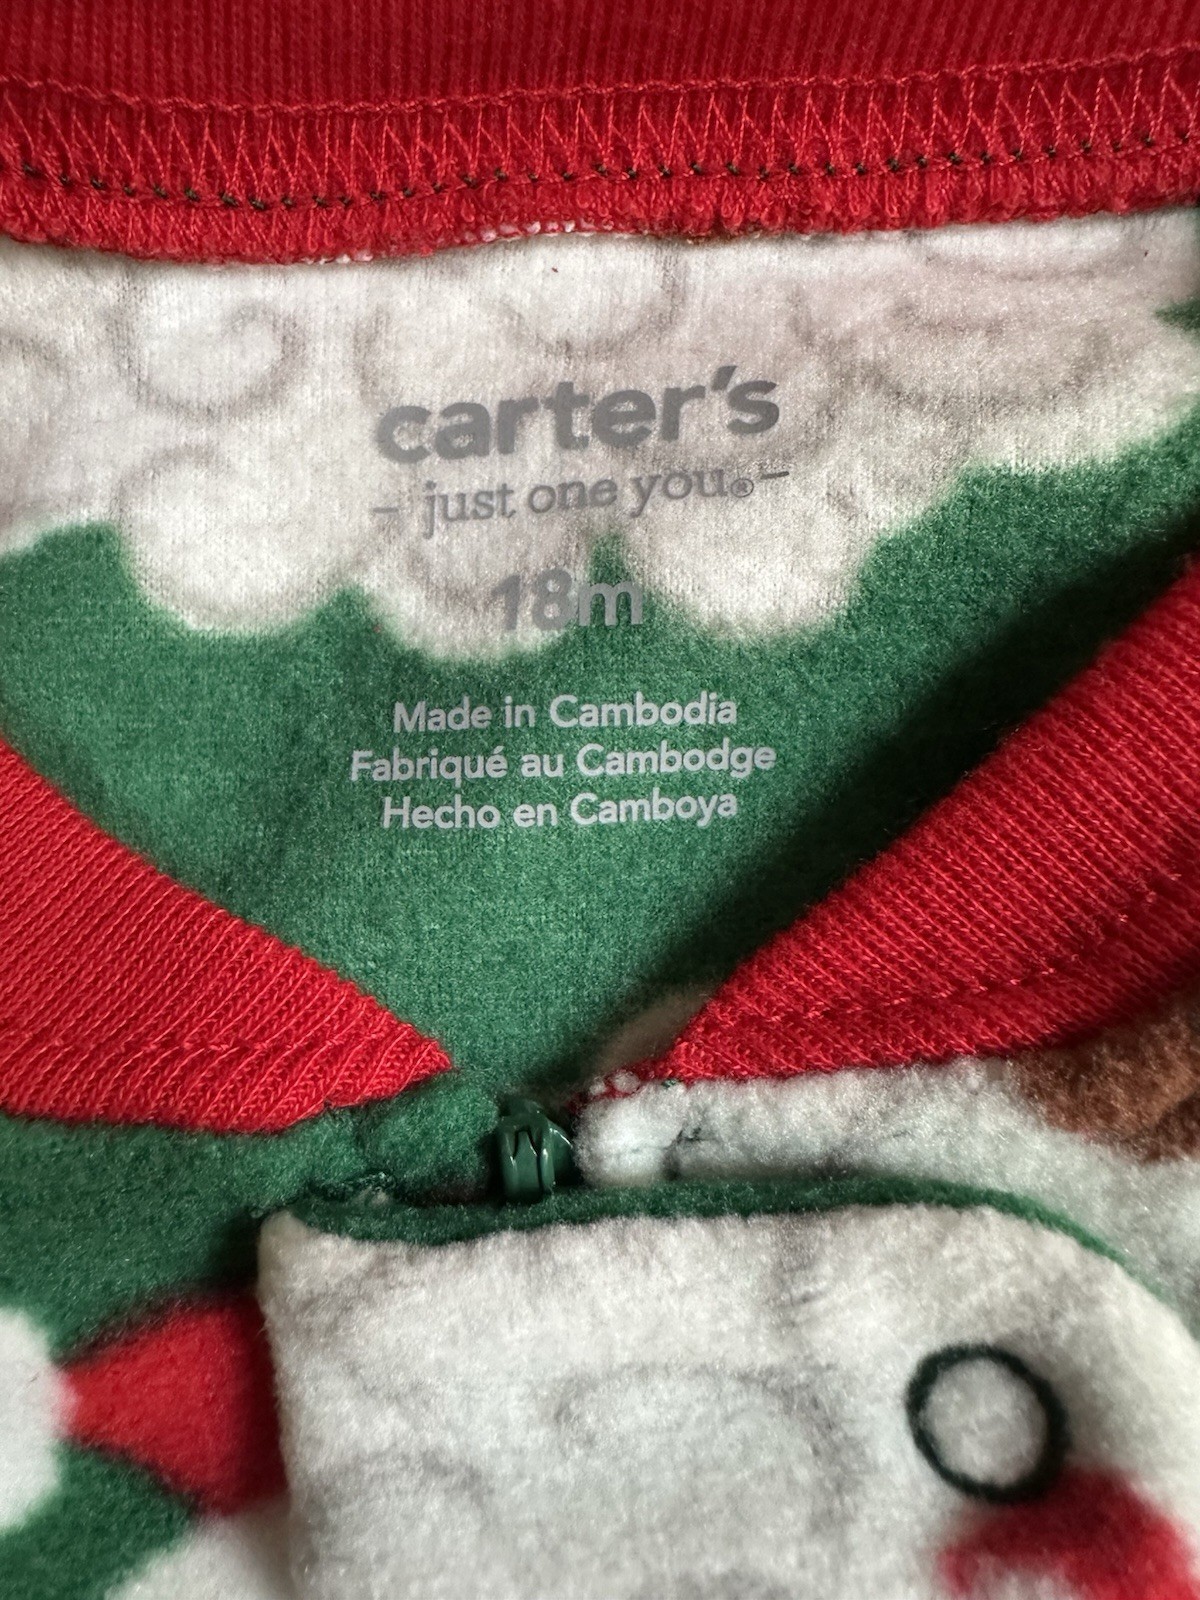 carter's
- just one you® -
18m
Made in Cambodia
Fabriqué au Cambodge
Hecho en Camboya